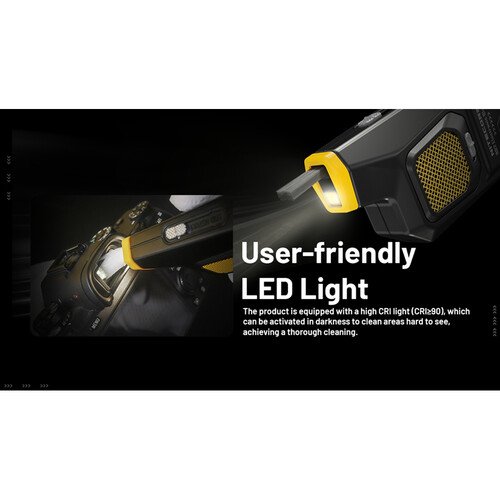 User-friendly
LED Light
The product is equipped with a high CRI light (CRI≥90), which
can be activated in darkness to clean areas hard to see,
achieving a thorough cleaning.